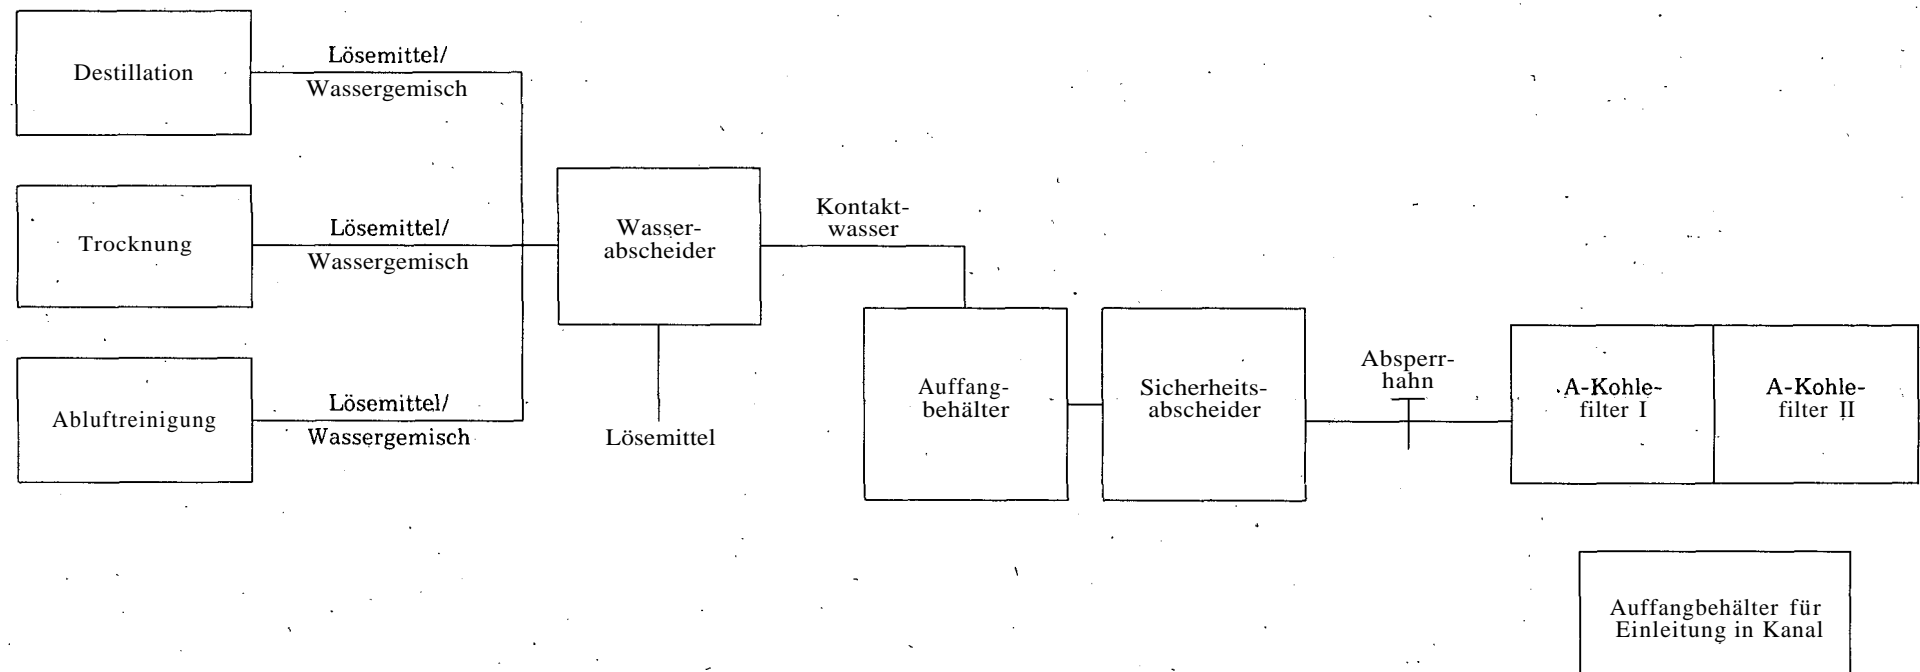 Destillation
Lösemittel/
Wassergemisch
Trocknung
Lösemittel/
Wassergemisch
Abluftreinigung
Lösemittel/
Wassergemisch
Wasser-
abscheider
Lösemittel
Kontakt-
wasser
Auffang-
behälter
Sicherheits-
abscheider
Absperr-
hahn
A-Kohle-
filter I
A-Kohle-
filter II
Auffangbehälter für
Einleitung in Kanal